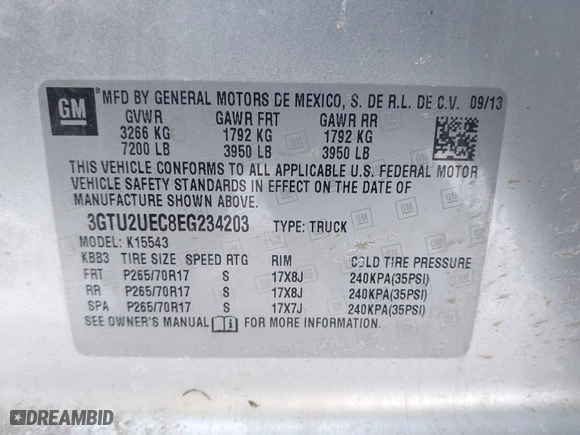 GM
MFD BY GENERAL MOTORS DE MEXICO, S. DE R.L. DE C.V. 09/13
GVWR GAWR FRT GAWR RR
3266 KG 1792 KG 1792 KG
7200 LB 3950 LB 3950 LB
THIS VEHICLE CONFORMS TO ALL APPLICABLE U.S. FEDERAL MOTOR
VEHICLE SAFETY STANDARDS IN EFFECT ON THE DATE OF
MANUFACTURE SHOWN ABOVE.
3GTU2UEC8EG234203 TYPE: TRUCK
MODEL: K15543
KBB3 TIRE SIZE SPEED RTG RIM COLD TIRE PRESSURE
FRT P265/70R17 S 17X8J 240KPA(35PSI)
RR P265/70R17 S 17X8J 240KPA(35PSI)
SPA P265/70R17 S 17X7J 240KPA(35PSI)
SEE OWNER'S MANUAL FOR MORE INFORMATION.
DREAMBID